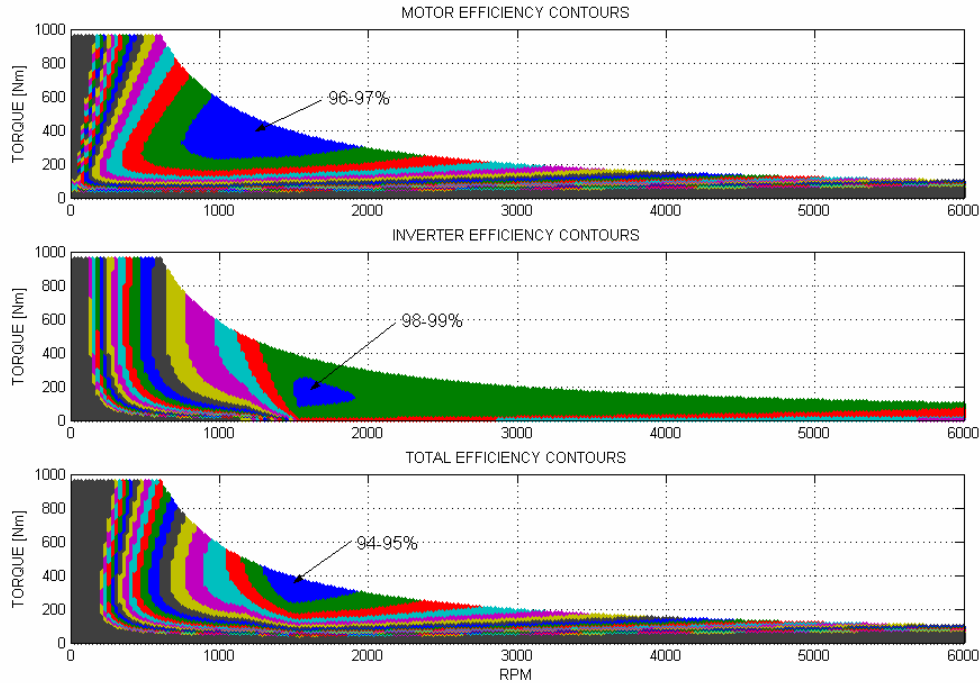 MOTOR EFFICIENCY CONTOURS
1000
800
600
400
200
0
TORQUE [Nm]
96-97%
0 1000 2000 3000 4000 5000 6000
RPM
INVERTER EFFICIENCY CONTOURS
1000
800
600
400
200
0
TORQUE [Nm]
98-99%
0 1000 2000 3000 4000 5000 6000
TOTAL EFFICIENCY CONTOURS
1000
800
600
400
200
0
TORQUE [Nm]
94-95%
0 1000 2000 3000 4000 5000 6000
RPM